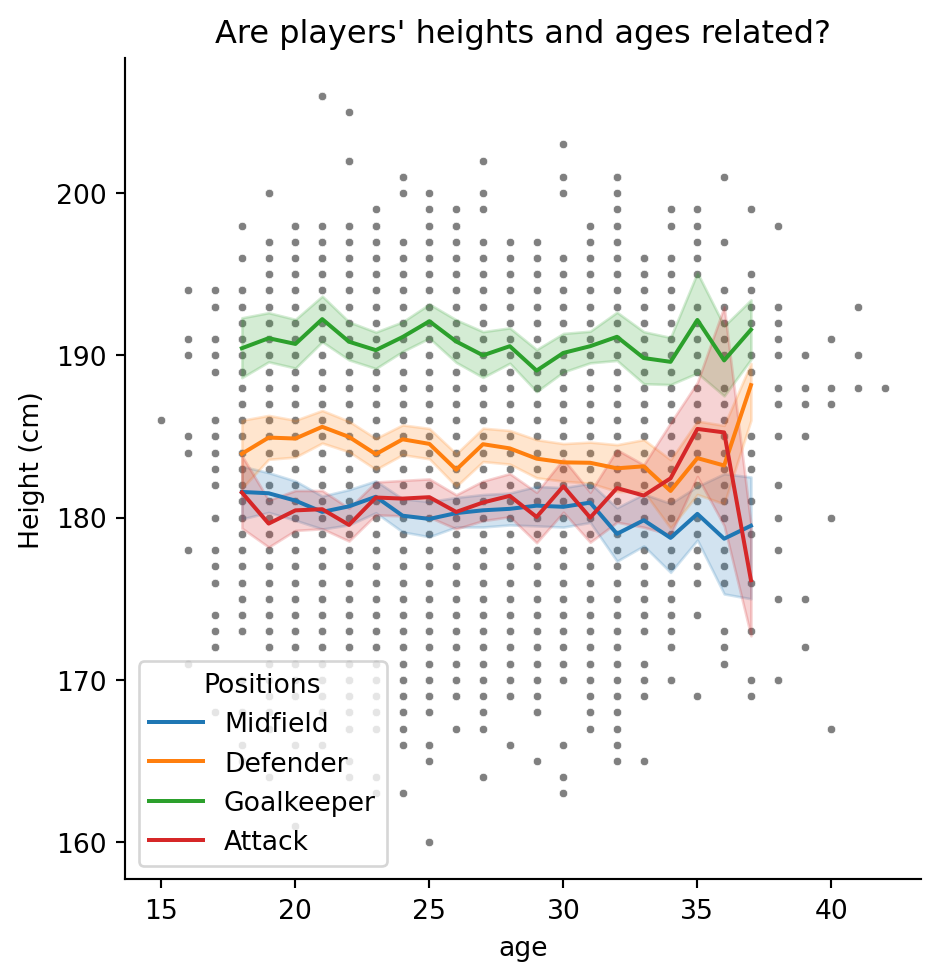 Are players' heights and ages related?
Height (cm)
200
190
180
170
160
Positions
Midfield
Defender
Goalkeeper
Attack
15 20 25 30 35 40
age